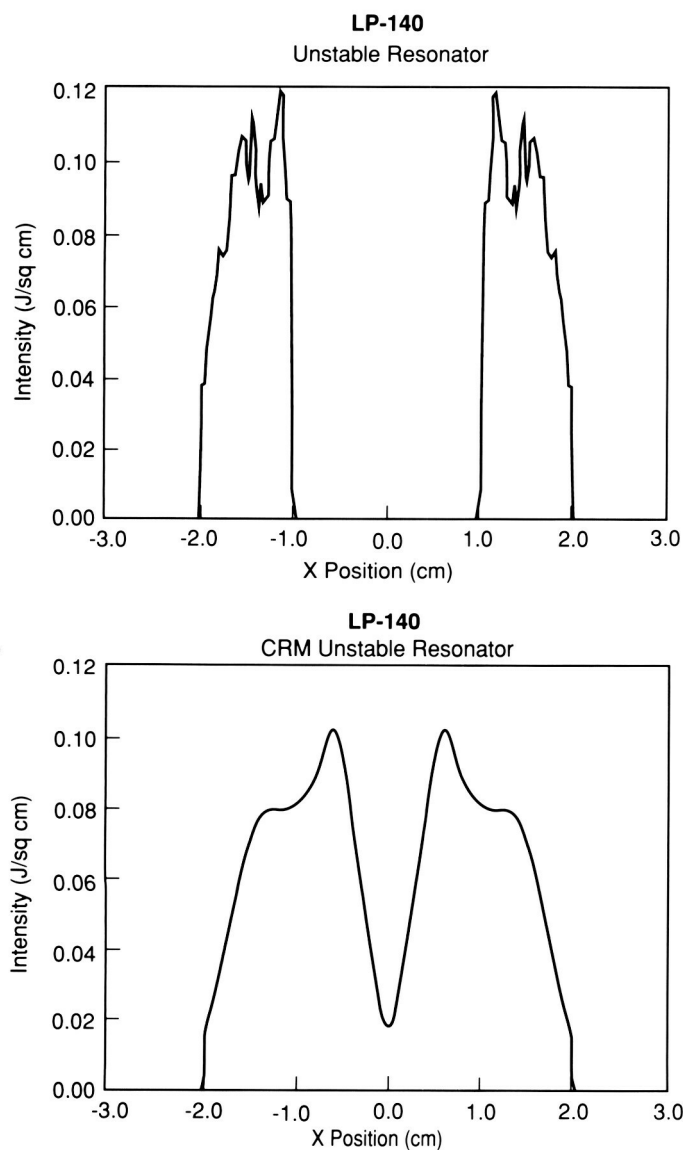 LP-140
Unstable Resonator
Intensity (J/sq cm)
0.12
0.10
0.08
0.06
0.04
0.02
0.00
-3.0 -2.0 -1.0 0.0 1.0 2.0 3.0
X Position (cm)
LP-140
CRM Unstable Resonator
Intensity (J/sq cm)
0.12
0.10
0.08
0.06
0.04
0.02
0.00
-3.0 -2.0 -1.0 0.0 1.0 2.0 3.0
X Position (cm)